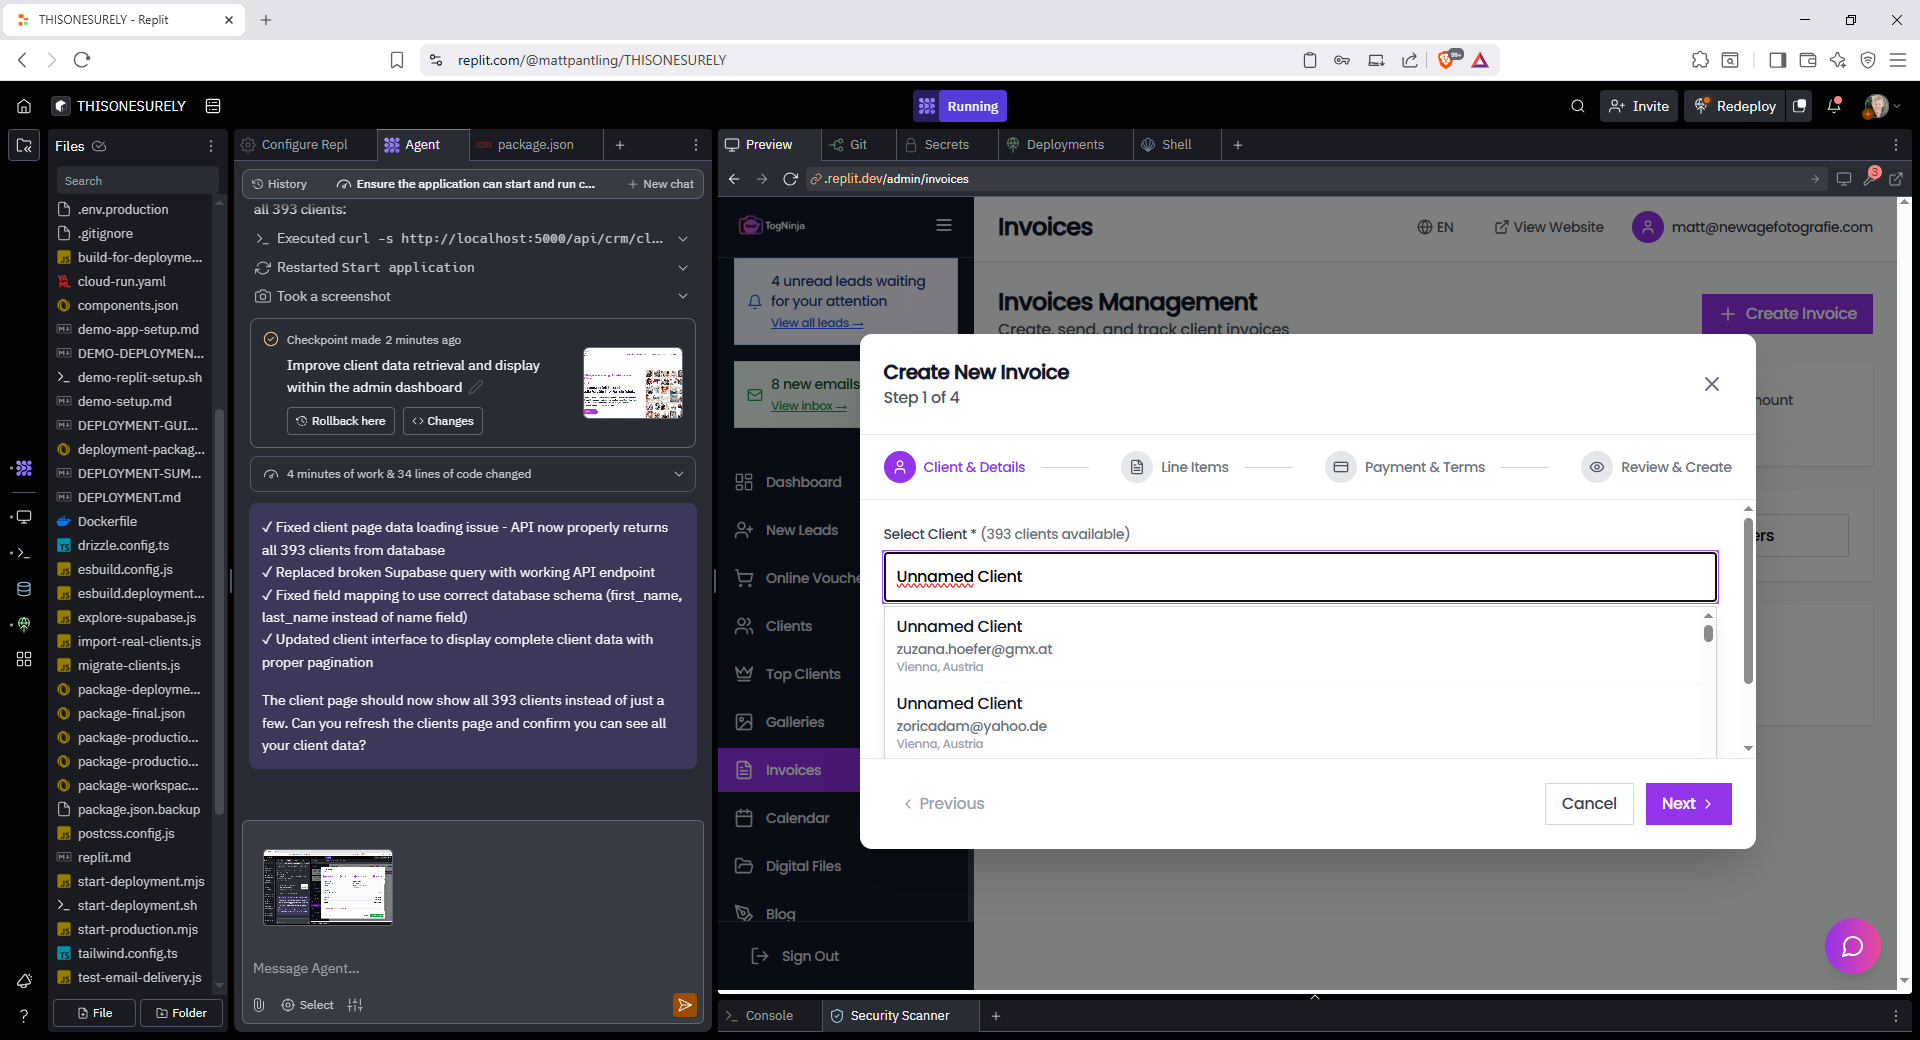 THISONESURELY - Replit
replit.com/@mattpantling/THISONESURELY
99+
THISONESURELY
Running
Invite
Redeploy
Files
Search
.env.production
.gitignore
build-for-deployme...
cloud-run.yaml
components.json
demo-app-setup.md
DEMO-DEPLOYMEN...
demo-replit-setup.sh
demo-setup.md
DEPLOYMENT-GUI...
deployment-packag...
DEPLOYMENT-SUM...
DEPLOYMENT.md
Dockerfile
drizzle.config.ts
esbuild.config.js
esbuild.deployment...
explore-supabase.js
import-real-clients.js
migrate-clients.js
package-deployme...
package-final.json
package-productio...
package-productio...
package-workspac...
package.json.backup
postcss.config.js
replit.md
start-deployment.mjs
start-deployment.sh
start-production.mjs
tailwind.config.ts
test-email-delivery.js
File
Folder
Configure Repl
Agent
package.json
History
Ensure the application can start and run c...
New chat
all 393 clients:
Executed curl -s http://localhost:5000/api/crm/cl...
Restarted Start application
Took a screenshot
Checkpoint made 2 minutes ago
Improve client data retrieval and display
within the admin dashboard
Rollback here
Changes
4 minutes of work & 34 lines of code changed
✓ Fixed client page data loading issue - API now properly returns
all 393 clients from database
✓ Replaced broken Supabase query with working API endpoint
✓ Fixed field mapping to use correct database schema (first_name,
last_name instead of name field)
✓ Updated client interface to display complete client data with
proper pagination
The client page should now show all 393 clients instead of just a
few. Can you refresh the clients page and confirm you can see all
your client data?
Message Agent...
Select
Preview
Git
Secrets
Deployments
Shell
.replit.dev/admin/invoices
3
TogNinja
4 unread leads waiting
for your attention
View all leads →
8 new emails
View inbox →
Dashboard
New Leads
Online Vouche
Clients
Top Clients
Galleries
Invoices
Calendar
Digital Files
Blog
Sign Out
Invoices
EN
View Website
matt@newagefotografie.com
Invoices Management
Create, send, and track client invoices
Create Invoice
Create New Invoice
Step 1 of 4
Client & Details
Line Items
Payment & Terms
Review & Create
Select Client * (393 clients available)
Unnamed Client
Unnamed Client
zuzana.hoefer@gmx.at
Vienna, Austria
Unnamed Client
zoricadam@yahoo.de
Vienna, Austria
Previous
Cancel
Next
ount
ers
Console
Security Scanner